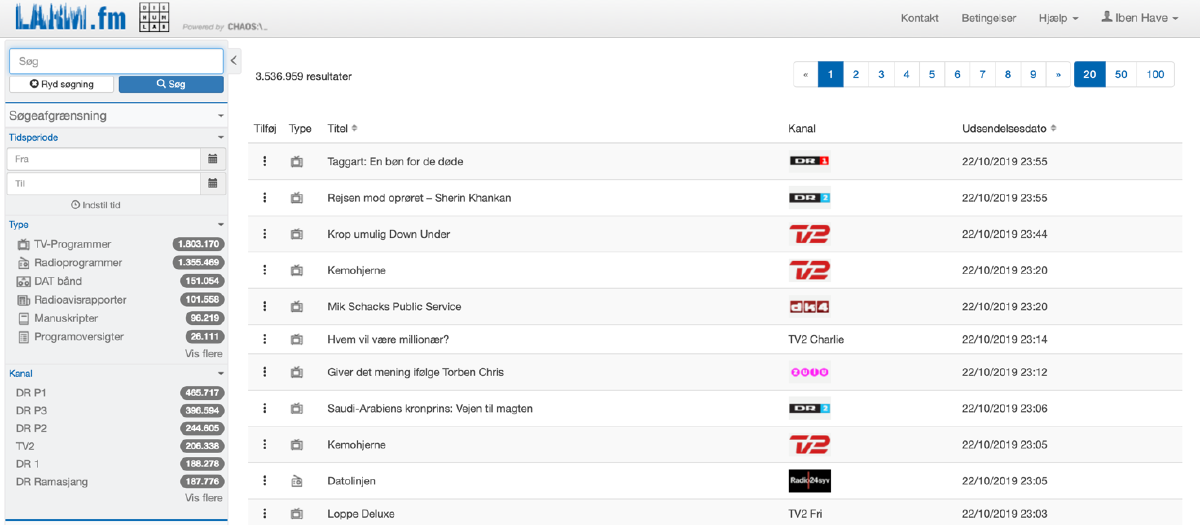 LARM.fm DIGHUMLAB Powered by CHAOS:\_
Kontakt Betingelser Hjælp Iben Have
Søg
Ryd søgning Søg
Søgeafgrænsning
Tidsperiode
Fra
Til
Indstil tid
Type
TV-Programmer 1.803.170
Radioprogrammer 1.355.469
DAT bånd 151.054
Radioavisrapporter 101.558
Manuskripter 96.219
Programoversigter 26.111
Vis flere
Kanal
DR P1 465.717
DR P3 396.594
DR P2 244.605
TV2 206.338
DR 1 188.278
DR Ramasjang 187.776
Vis flere
3.536.959 resultater
« 1 2 3 4 5 6 7 8 9 » 20 50 100
Tilføj Type Titel Kanal Udsendelsesdato
Taggart: En bøn for de døde DR 1 22/10/2019 23:55
Rejsen mod oprøret – Sherin Khankan DR 2 22/10/2019 23:55
Krop umulig Down Under TV2 22/10/2019 23:44
Kemohjerne TV2 22/10/2019 23:20
Mik Schacks Public Service dk4 22/10/2019 23:20
Hvem vil være millionær? TV2 Charlie 22/10/2019 23:14
Giver det mening ifølge Torben Chris zulu 22/10/2019 23:12
Saudi-Arabiens kronprins: Vejen til magten DR 2 22/10/2019 23:06
Kemohjerne TV2 22/10/2019 23:05
Datolinjen Radio24syv 22/10/2019 23:05
Loppe Deluxe TV2 Fri 22/10/2019 23:03